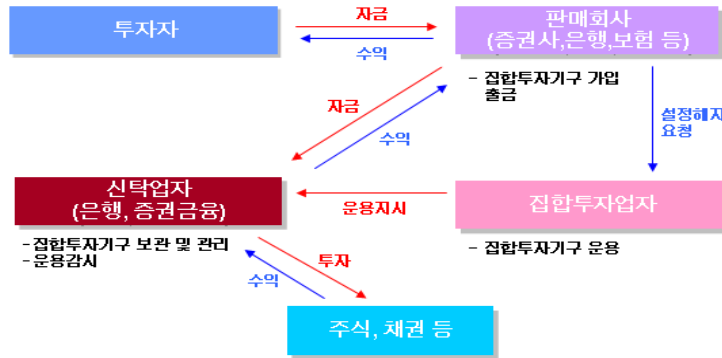 투자자
자금
수익
판매회사
(증권사,은행,보험 등)
- 집합투자기구 가입
출금
자금
수익
설정해지
요청
신탁업자
(은행, 증권금융)
운용지시
집합투자업자
-집합투자기구 보관 및 관리
-운용감시
- 집합투자기구 운용
투자
수익
주식, 채권 등